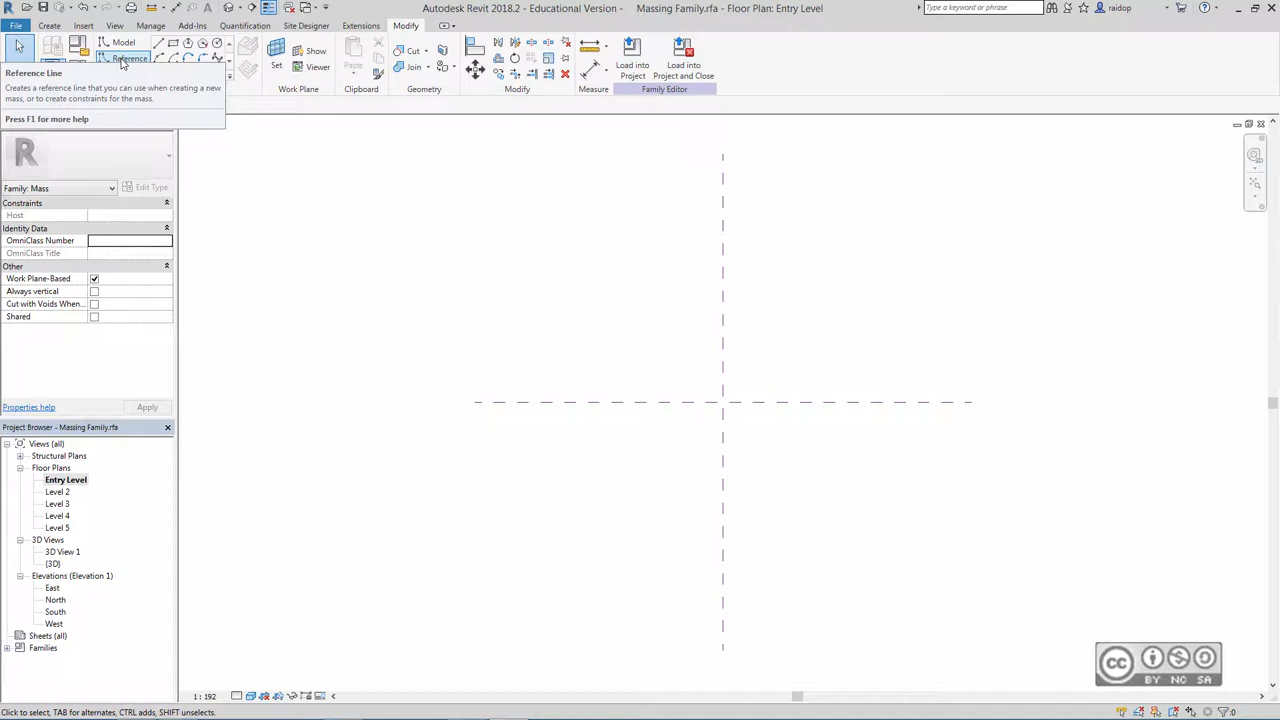 Autodesk Revit 2018.2 - Educational Version - Massing Family.rfa - Floor Plan: Entry Level
Type a keyword or phrase
raidop
File Create Insert View Manage Add-Ins Quantification Site Designer Extensions Modify
Model
Reference
Set
Show
Viewer
Paste
Cut
Join
Load into
Project
Load into
Project and Close
Work Plane Clipboard Geometry Modify Measure Family Editor
Reference Line
Creates a reference line that you can use when creating a new
mass, or to create constraints for the mass.
Press F1 for more help
R
Family: Mass
Edit Type
Constraints
Host
Identity Data
OmniClass Number
OmniClass Title
Other
Work Plane-Based
Always vertical
Cut with Voids When...
Shared
Properties help
Apply
Project Browser - Massing Family.rfa
Views (all)
Structural Plans
Floor Plans
Entry Level
Level 2
Level 3
Level 4
Level 5
3D Views
3D View 1
{3D}
Elevations (Elevation 1)
East
North
South
West
Sheets (all)
Families
1 : 192
cc
BY NC SA
Click to select, TAB for alternates, CTRL adds, SHIFT unselects.
:0